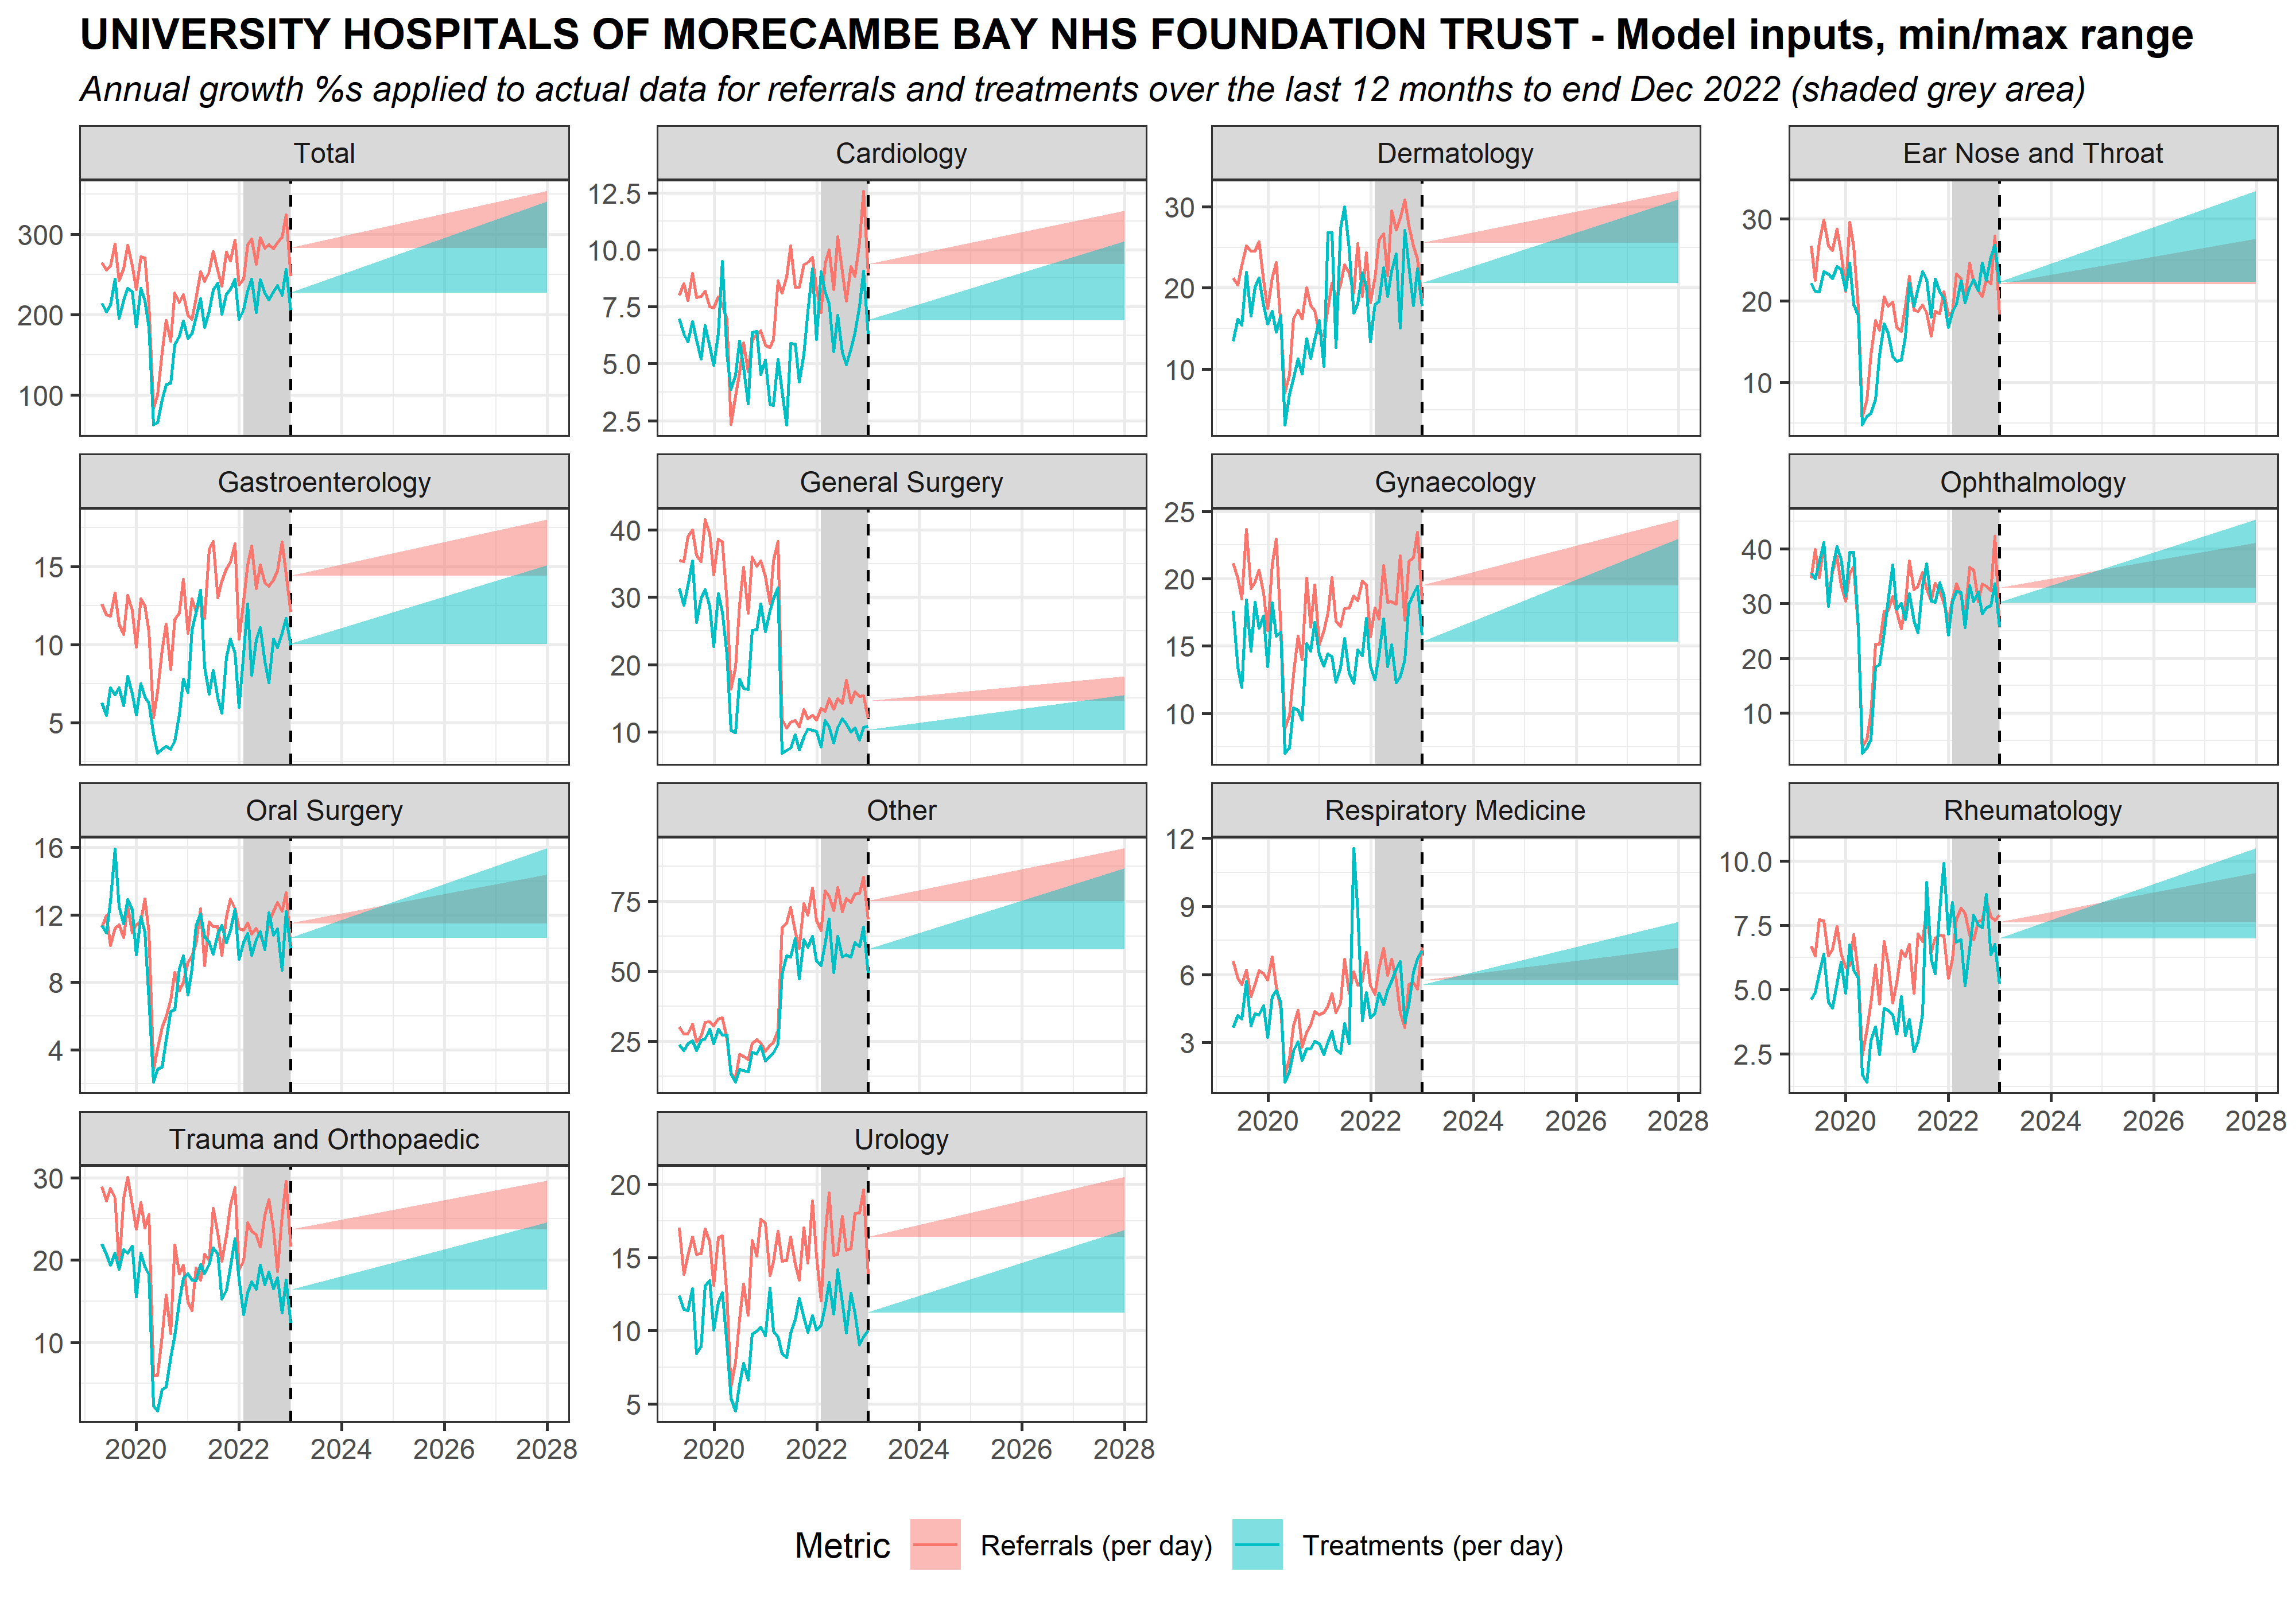 UNIVERSITY HOSPITALS OF MORECAMBE BAY NHS FOUNDATION TRUST - Model inputs, min/max range
Annual growth %s applied to actual data for referrals and treatments over the last 12 months to end Dec 2022 (shaded grey area)
Total
Cardiology
Dermatology
Ear Nose and Throat
300
200
100
12.5
10.0
7.5
5.0
2.5
30
20
10
30
20
10
Gastroenterology
General Surgery
Gynaecology
Ophthalmology
15
10
5
40
30
20
10
25
20
15
10
40
30
20
10
Oral Surgery
Other
Respiratory Medicine
Rheumatology
16
12
8
4
75
50
25
12
9
6
3
10.0
7.5
5.0
2.5
2020 2022 2024 2026 2028
2020 2022 2024 2026 2028
Trauma and Orthopaedic
Urology
30
20
10
20
15
10
5
2020 2022 2024 2026 2028
2020 2022 2024 2026 2028
Metric Referrals (per day) Treatments (per day)